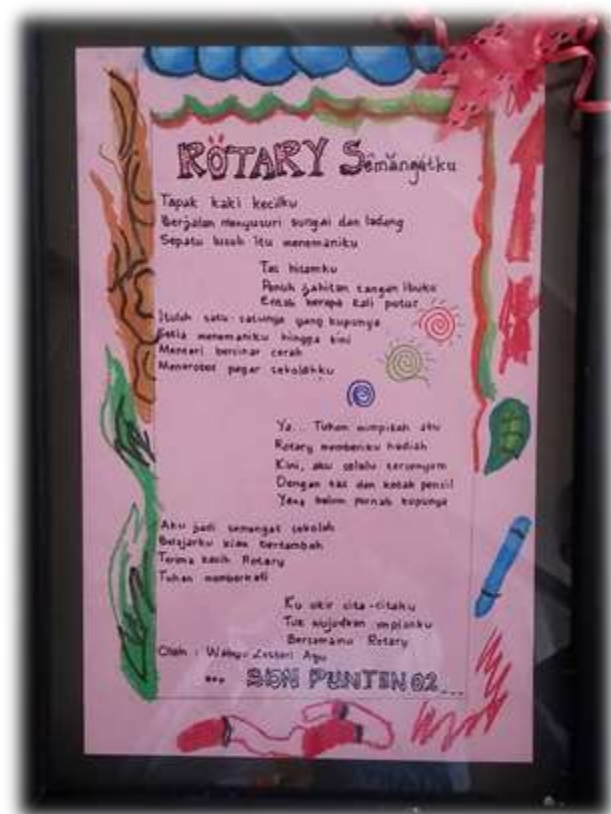 RÖTARY Semangatku
Tapak kaki kecilku
Berjalan menyusuri sungai dan ladang
Sepatu lusuh itu menemaniku
Tas hitamku
Penuh jahitan tangan Ibuku
Entah berapa kali putus
Itulah satu-satunya yang kupunya
Setia menemaniku hingga kini
Mentari bersinar cerah
Menerobos pagar sekolahku
Ya... Tuhan mimpikah aku
Rotary memberiku hadiah
Kini, aku selalu tersenyum
Dengan tas dan kotak pensil
Yang belum pernah kupunya
Aku jadi semangat sekolah
Belajarku kian bertambah
Terima kasih Rotary
Tuhan memberkati
Ku ukir cita-citaku
Tuk wujudkan impianku
Bersamamu Rotary
Oleh : Wahyu Lestari Ayu
... SDN PUNTEN 02 ...